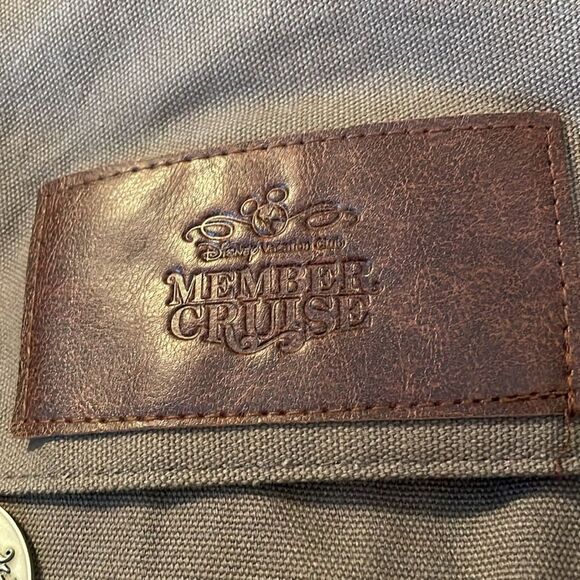 Disney Vacation Club
MEMBER
CRUISE